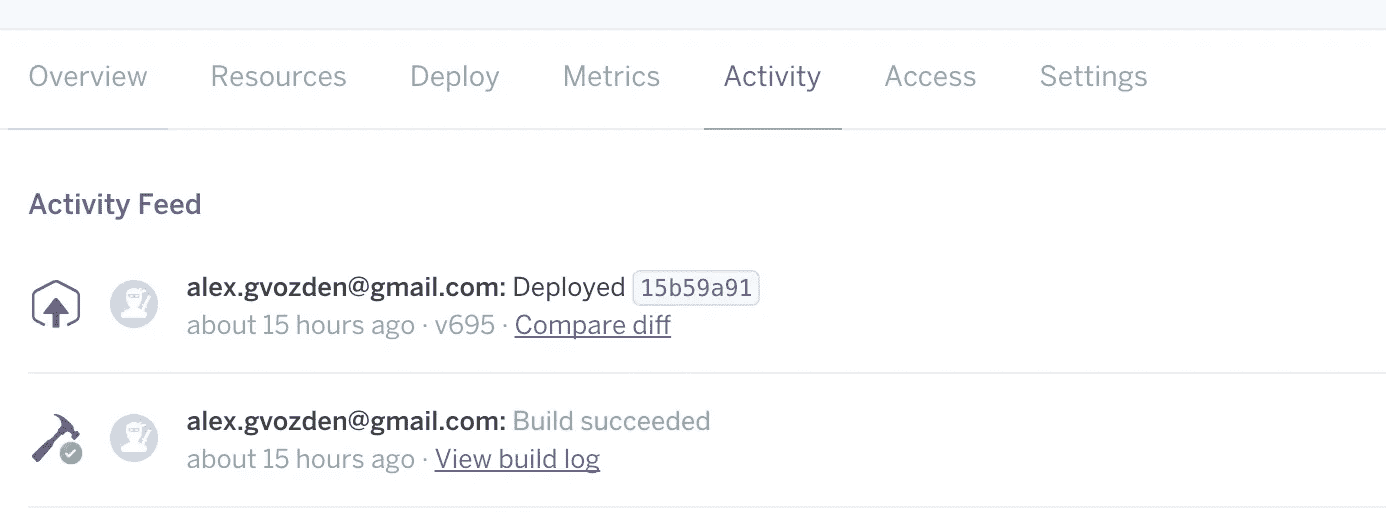 Overview Resources Deploy Metrics Activity Access Settings
Activity Feed
alex.gvozden@gmail.com: Deployed 15b59a91
about 15 hours ago · v695 · Compare diff
alex.gvozden@gmail.com: Build succeeded
about 15 hours ago · View build log